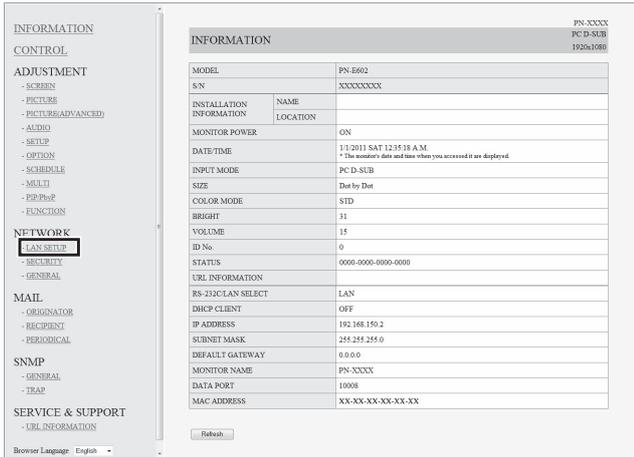 INFORMATION
CONTROL
ADJUSTMENT
- SCREEN
- PICTURE
- PICTURE(ADVANCED)
- AUDIO
- SETUP
- OPTION
- SCHEDULE
- MULTI
- PIP/PbyP
- FUNCTION
NETWORK
- LAN SETUP
- SECURITY
- GENERAL
MAIL
- ORIGINATOR
- RECIPIENT
- PERIODICAL
SNMP
- GENERAL
- TRAP
SERVICE & SUPPORT
- URL INFORMATION
Browser Language English
PN-XXXX
INFORMATION
PC D-SUB
1920x1080
MODEL PN-E602
S/N XXXXXXXXX
INSTALLATION INFORMATION NAME
LOCATION
MONITOR POWER ON
DATE/TIME 1/1/2011 SAT 12:35:18 A.M.
* The monitor's date and time when you accessed it are displayed.
INPUT MODE PC D-SUB
SIZE Dot by Dot
COLOR MODE STD
BRIGHT 31
VOLUME 15
ID No. 0
STATUS 0000-0000-0000-0000
URL INFORMATION
RS-232C/LAN SELECT LAN
DHCP CLIENT OFF
IP ADDRESS 192.168.150.2
SUBNET MASK 255.255.255.0
DEFAULT GATEWAY 0.0.0.0
MONITOR NAME PN-XXXX
DATA PORT 10008
MAC ADDRESS XX-XX-XX-XX-XX-XX
Refresh